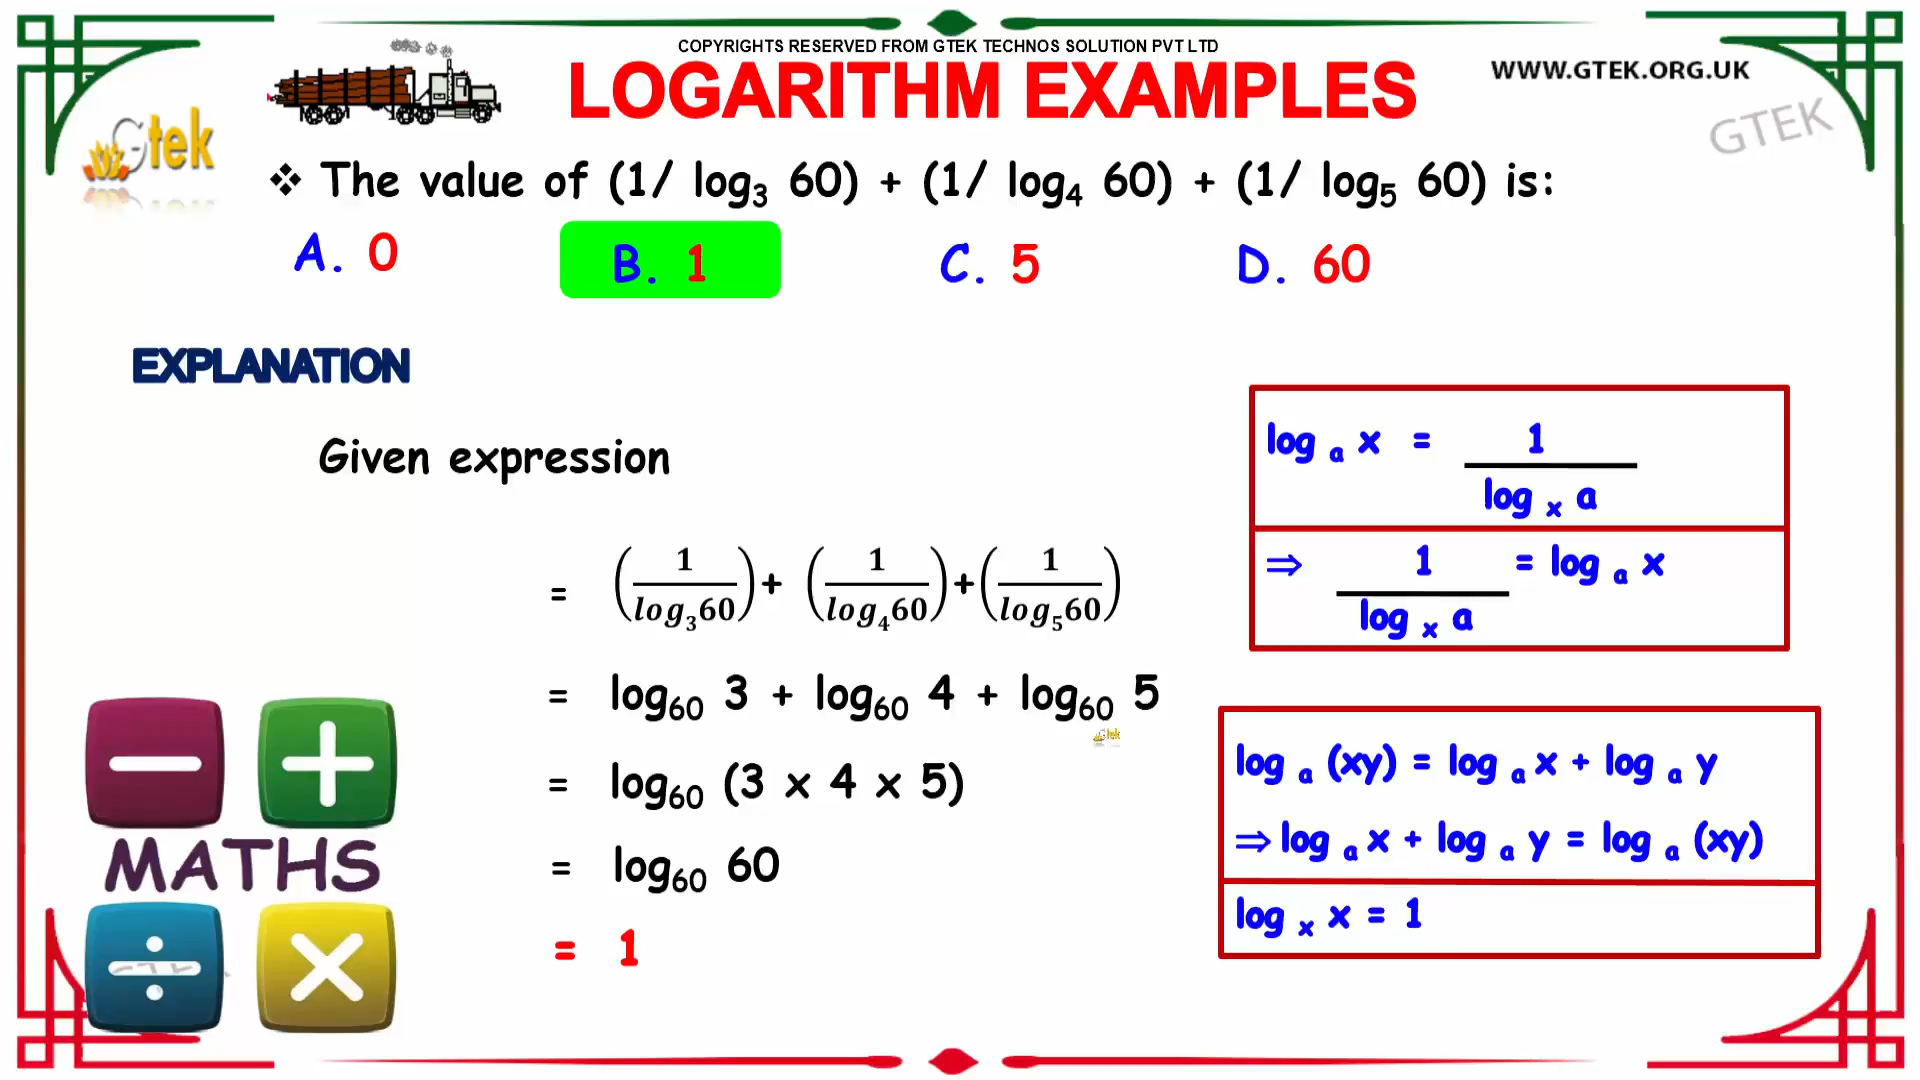 COPYRIGHTS RESERVED FROM GTEK TECHNOS SOLUTION PVT LTD
LOGARITHM EXAMPLES
WWW.GTEK.ORG.UK
GTEK
Gtek
❖ The value of (1/ log₃ 60) + (1/ log₄ 60) + (1/ log₅ 60) is:
A. 0 B. 1 C. 5 D. 60
EXPLANATION
Given expression
= (1/log₃60) + (1/log₄60) + (1/log₅60)
= log₆₀ 3 + log₆₀ 4 + log₆₀ 5
Gtek
= log₆₀ (3 x 4 x 5)
= log₆₀ 60
= 1
log ₐ x = 1 / log ₓ a
⇒ 1 / log ₓ a = log ₐ x
log ₐ (xy) = log ₐ x + log ₐ y
⇒ log ₐ x + log ₐ y = log ₐ (xy)
log ₓ x = 1
MATHS